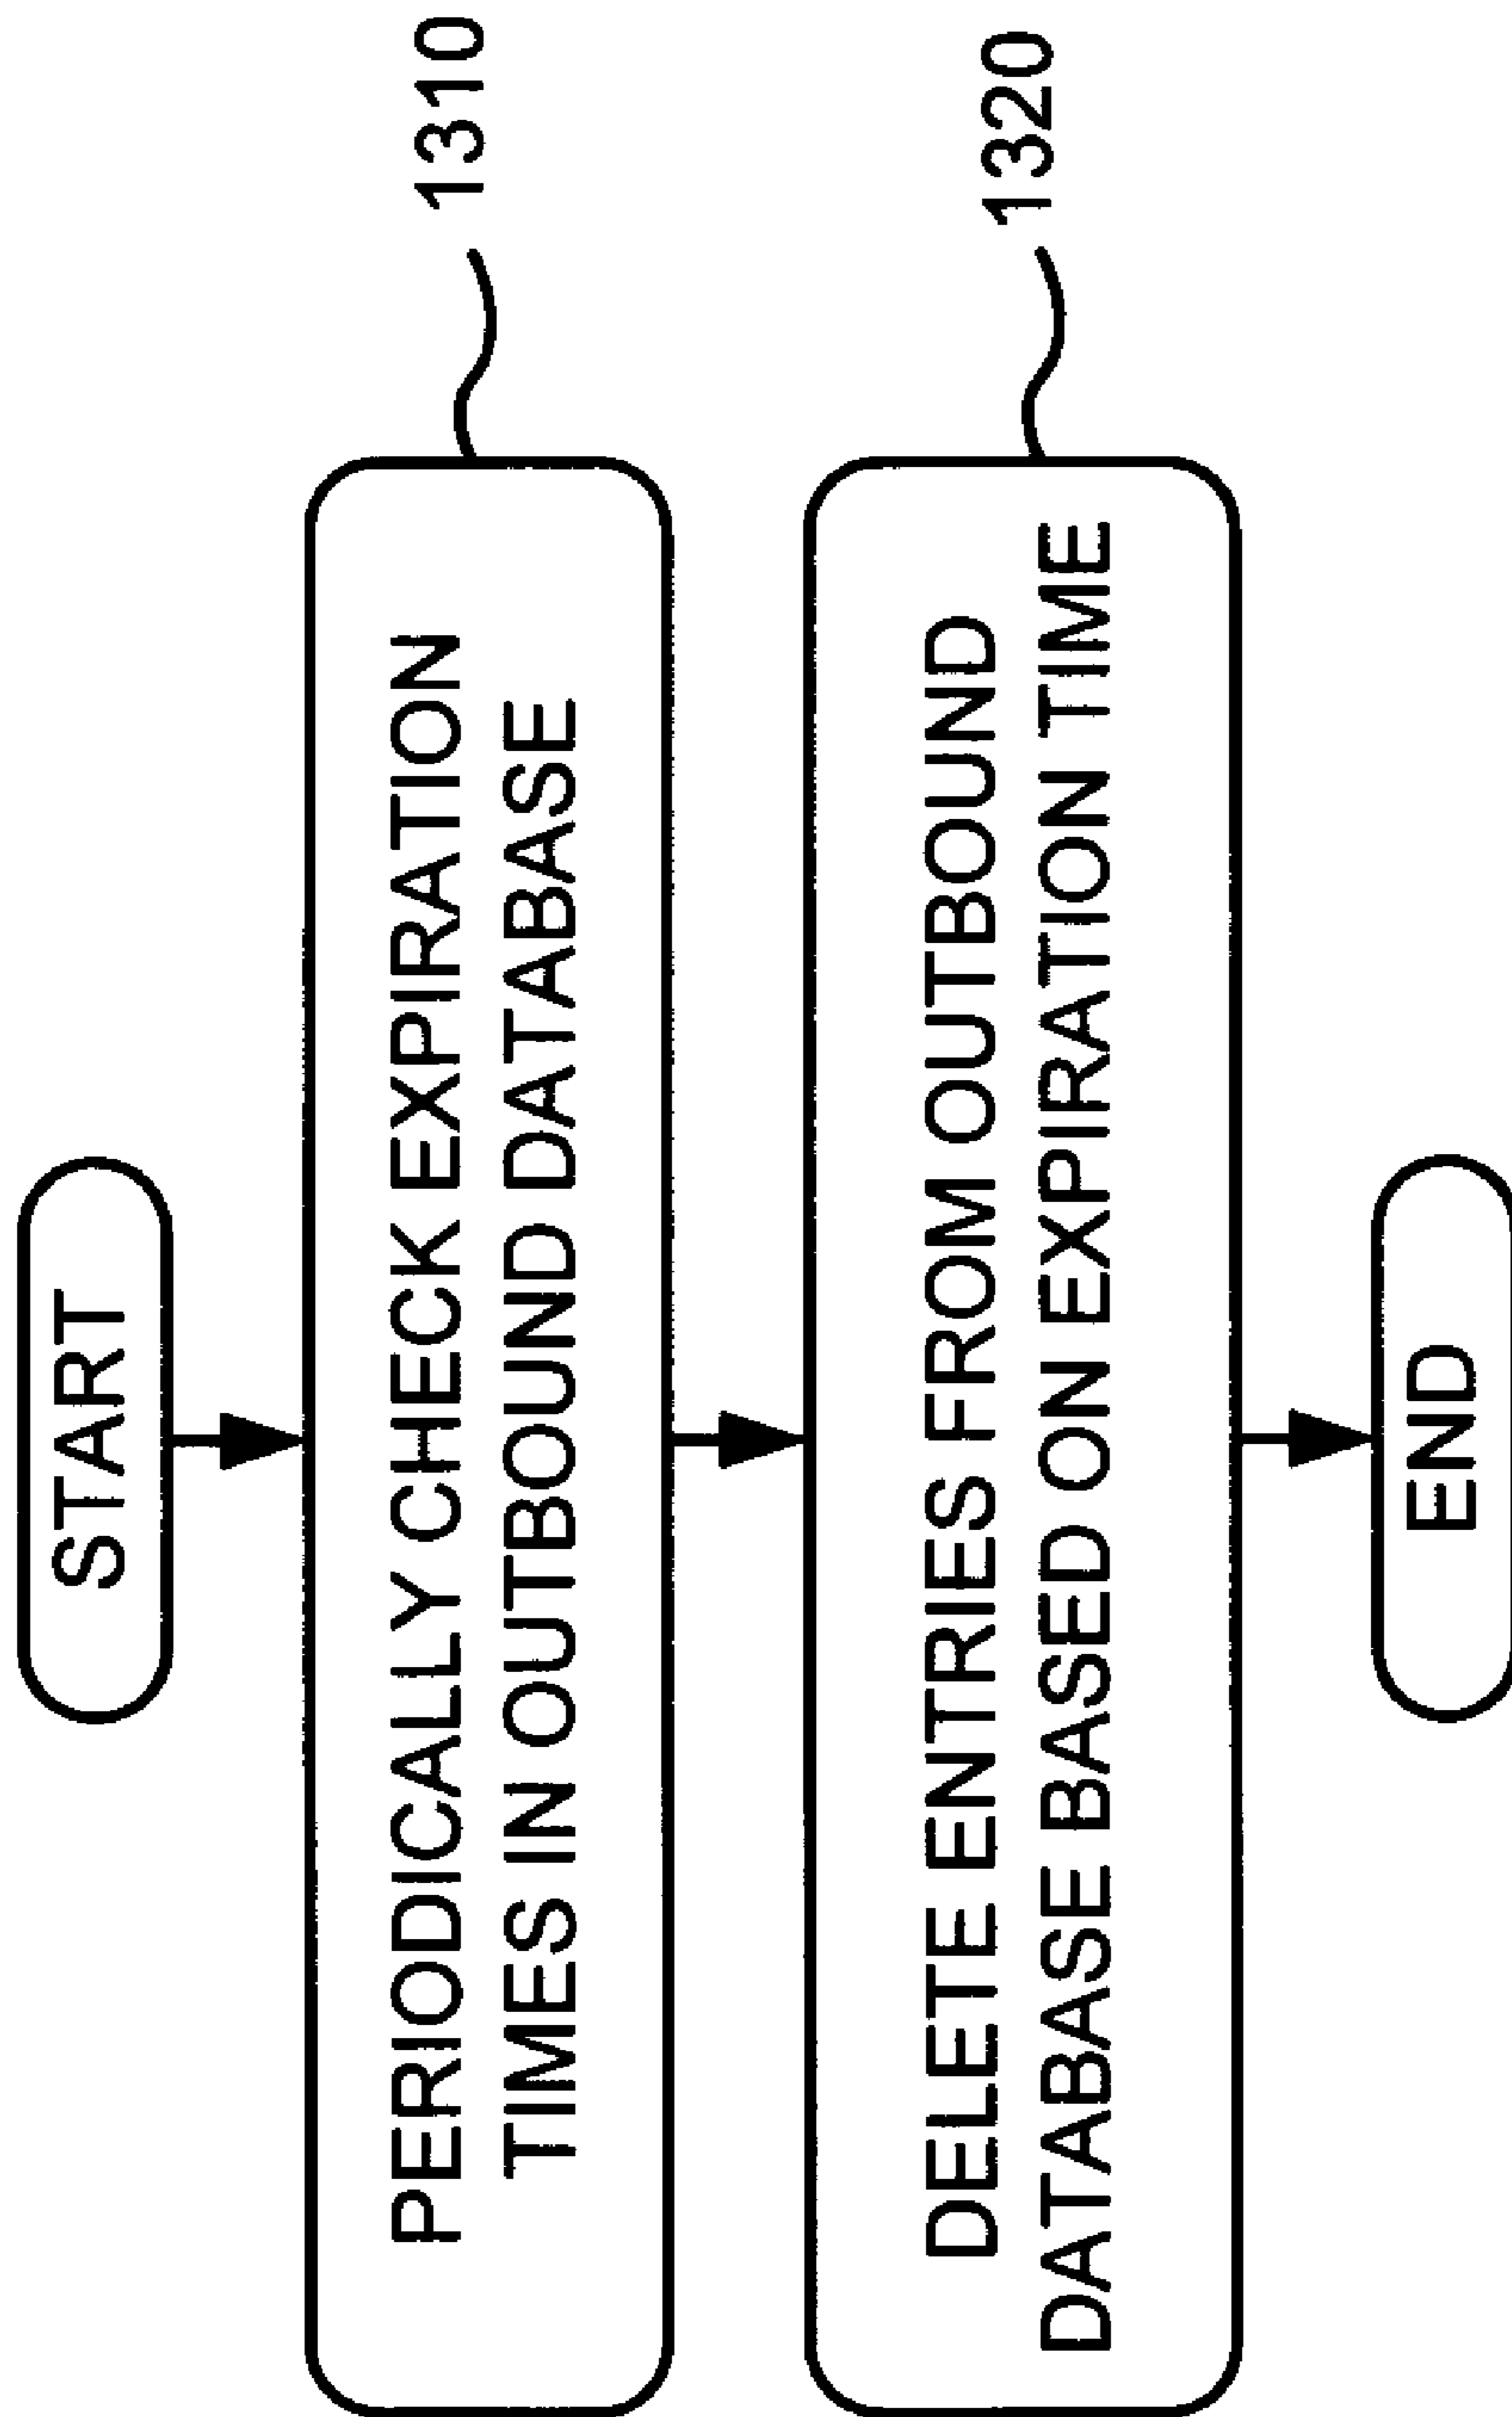 START
PERIODICALLY CHECK EXPIRATION
TIMES IN OUTBOUND DATABASE
1310
DELETE ENTRIES FROM OUTBOUND
DATABASE BASED ON EXPIRATION TIME
1320
END